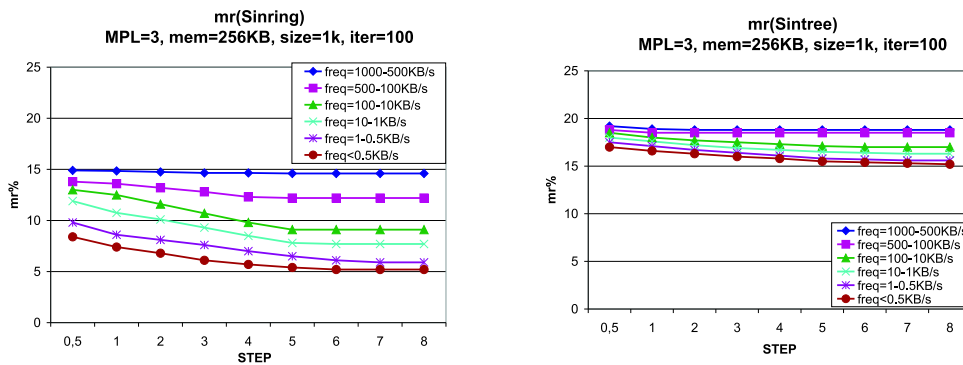 mr(Sinring)
MPL=3, mem=256KB, size=1k, iter=100
25
20
15
10
5
0
mr%
freq=1000-500KB/s
freq=500-100KB/s
freq=100-10KB/s
freq=10-1KB/s
freq=1-0.5KB/s
freq<0.5KB/s
0,5 1 2 3 4 5 6 7 8
STEP
mr(Sintree)
MPL=3, mem=256KB, size=1k, iter=100
25
20
15
10
5
0
mr%
freq=1000-500KB/s
freq=500-100KB/s
freq=100-10KB/s
freq=10-1KB/s
freq=1-0.5KB/s
freq<0.5KB/s
0,5 1 2 3 4 5 6 7 8
STEP